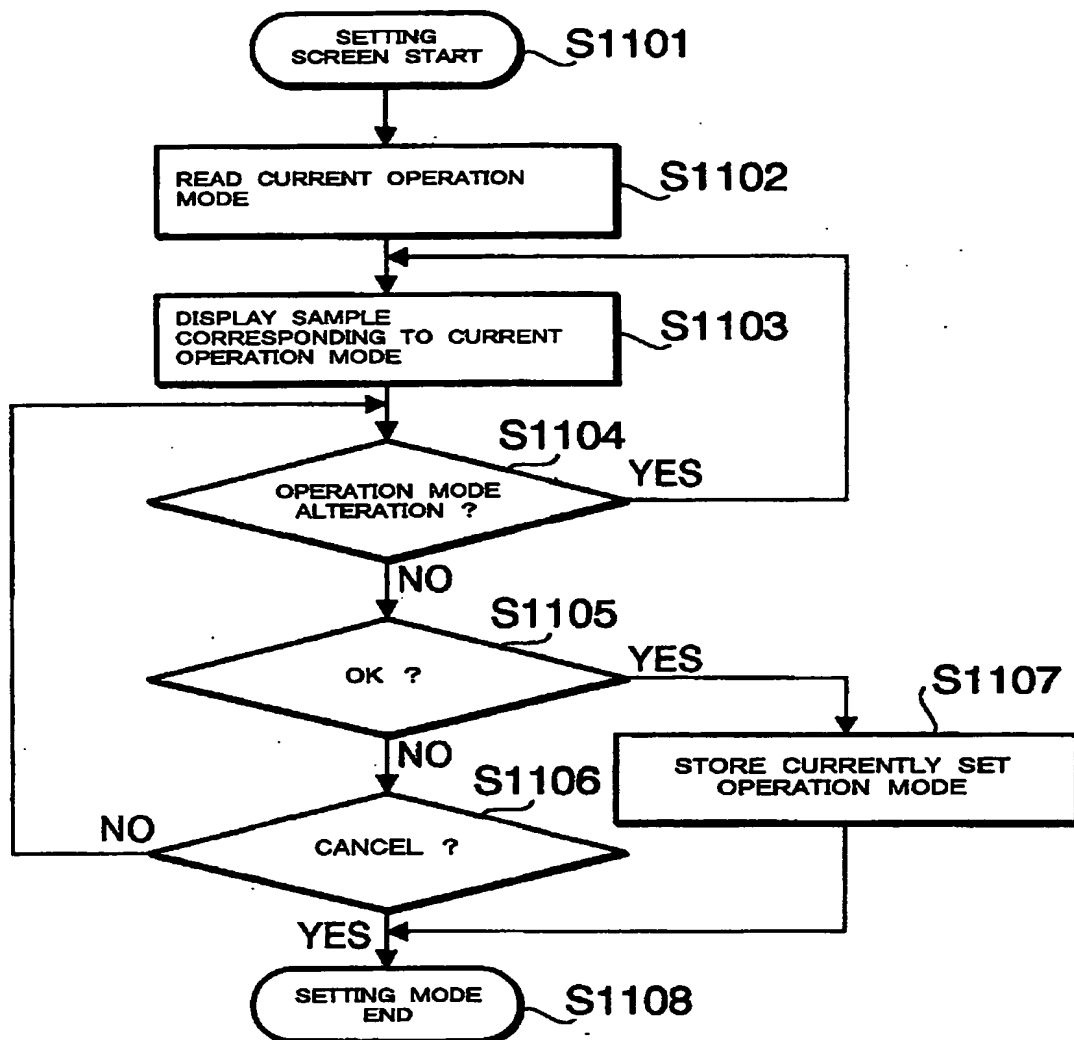 SETTING
SCREEN START
S1101
READ CURRENT OPERATION
MODE
S1102
DISPLAY SAMPLE
CORRESPONDING TO CURRENT
OPERATION MODE
S1103
S1104
OPERATION MODE
ALTERATION ?
YES
NO
S1105
OK ?
YES
NO
S1107
STORE CURRENTLY SET
OPERATION MODE
S1106
CANCEL ?
NO
YES
SETTING MODE
END
S1108